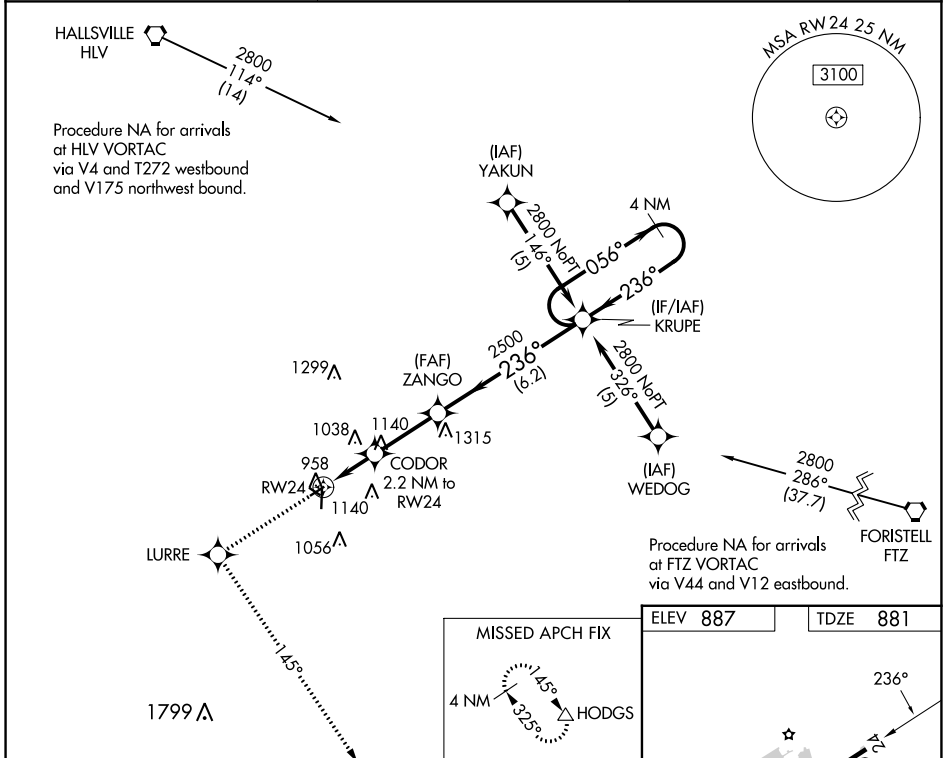 HALLSVILLE
HLV
2800
114°
(14)
Procedure NA for arrivals
at HLV VORTAC
via V4 and T272 westbound
and V175 northwest bound.
MSA RW24 25 NM
3100
(IAF)
YAKUN
2800 NoPT
146°
(5)
4 NM
056°
236°
(IF/IAF)
KRUPE
2500
236°
(6.2)
(FAF)
ZANGO
2800 NoPT
326°
(5)
(IAF)
WEDOG
1299
1038
1140
1315
CODOR
2.2 NM to
RW24
958
RW24
1140
1056
LURRE
145°
1799
2800
286°
(37.7)
FORISTELL
FTZ
Procedure NA for arrivals
at FTZ VORTAC
via V44 and V12 eastbound.
MISSED APCH FIX
4 NM
145°
325°
HODGS
ELEV 887
TDZE 881
236°
24